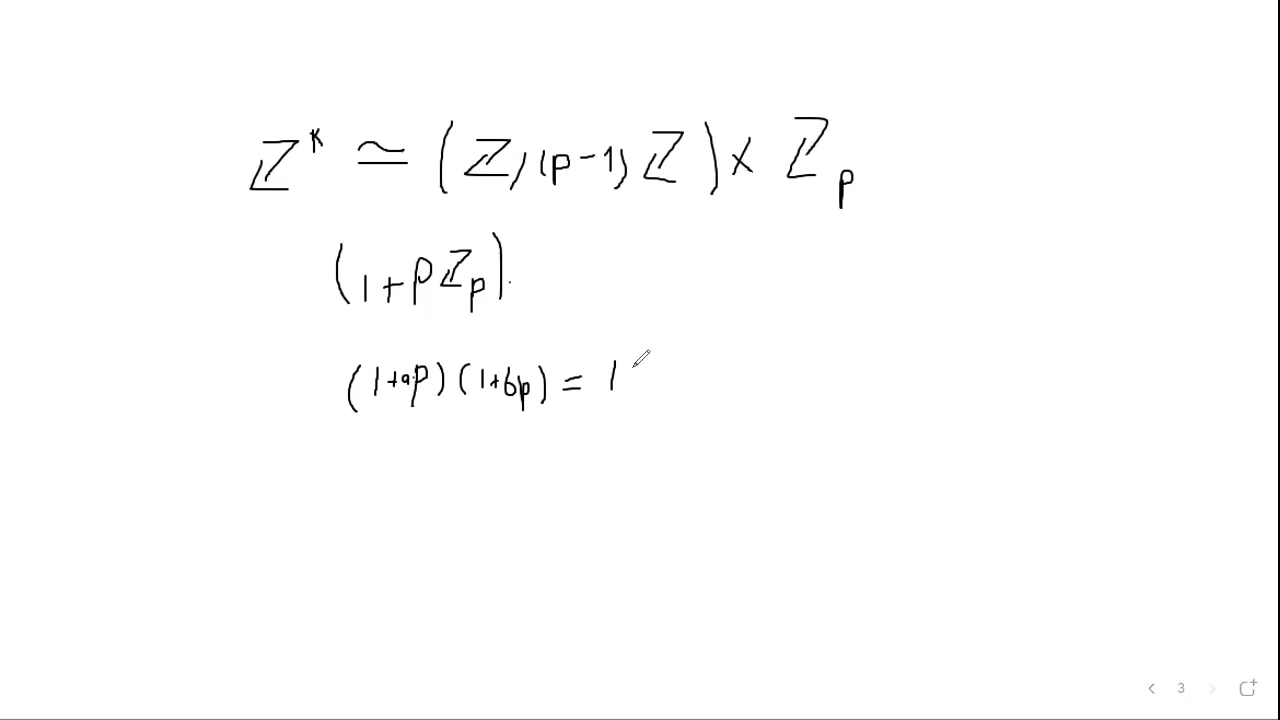 ℤ^× ≃ (ℤ/(p-1)ℤ) × ℤ_p
(1+pℤ_p).
(1+ap)(1+bp) = 1
3